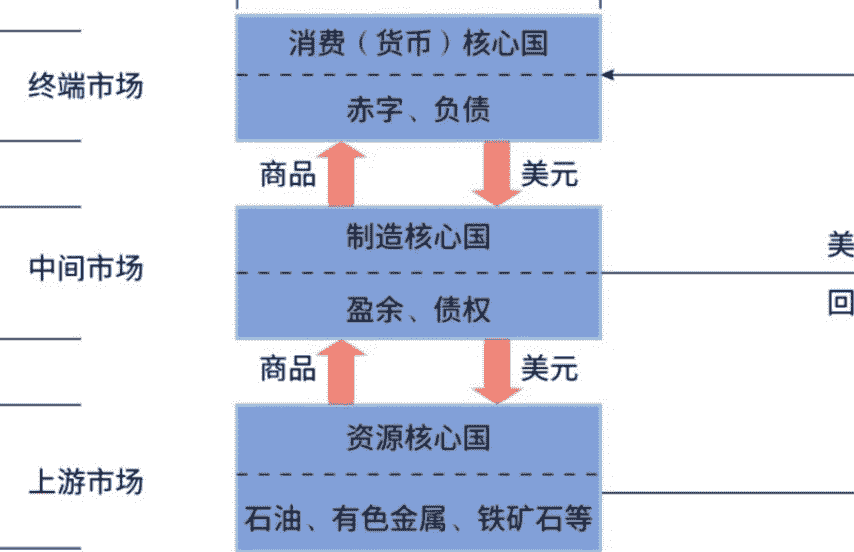 消费（货币）核心国
终端市场
赤字、负债
商品
美元
制造核心国
中间市场
美
盈余、债权
回
商品
美元
资源核心国
上游市场
石油、有色金属、铁矿石等